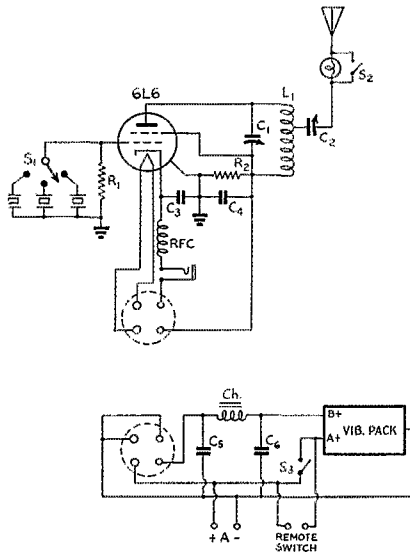 6L6
L₁
S₂
C₁
C₂
S₁
R₁
R₂
C₃
C₄
RFC
Ch.
B+
A+
VIB. PACK
C₅
C₆
S₃
+ A -
REMOTE
SWITCH